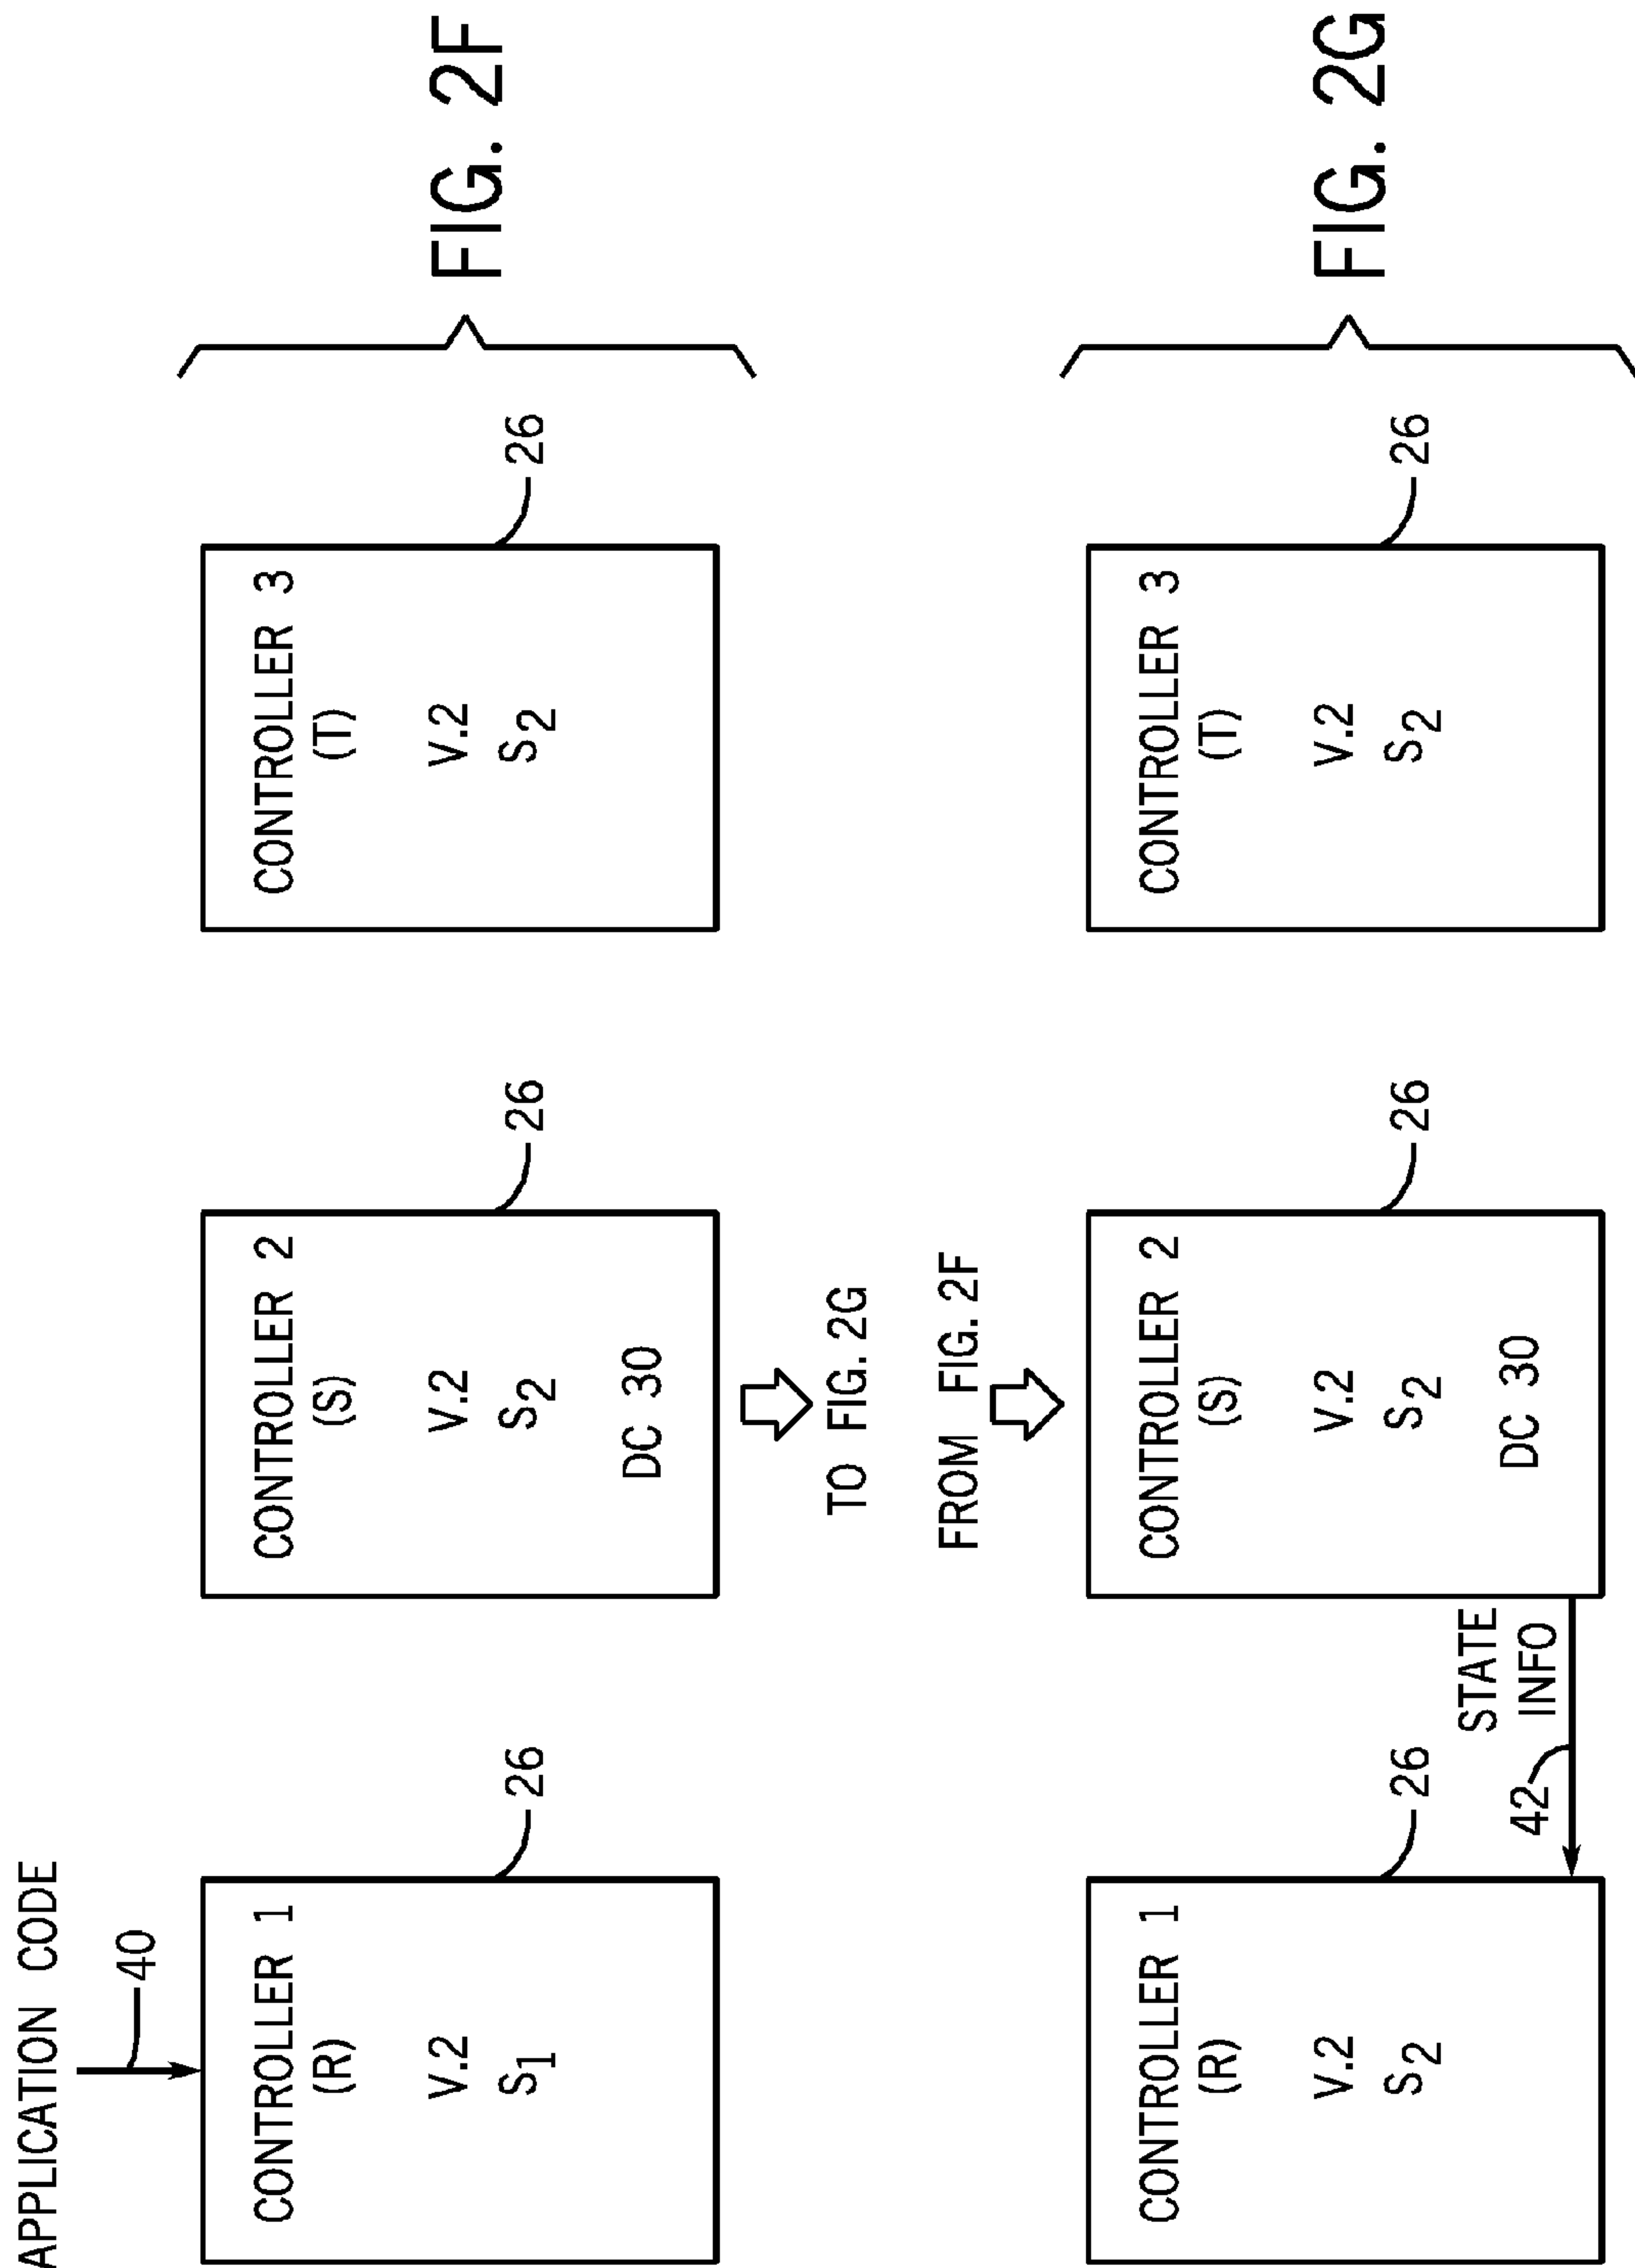 APPLICATION CODE
40
CONTROLLER 1
(R)
V.2
S1
26
CONTROLLER 2
(S)
V.2
S2
DC 30
26
CONTROLLER 3
(T)
V.2
S2
26
FIG. 2F
TO FIG. 2G
FROM FIG. 2F
CONTROLLER 1
(R)
V.2
S2
26
STATE
INFO
42
CONTROLLER 2
(S)
V.2
S2
DC 30
26
CONTROLLER 3
(T)
V.2
S2
26
FIG. 2G